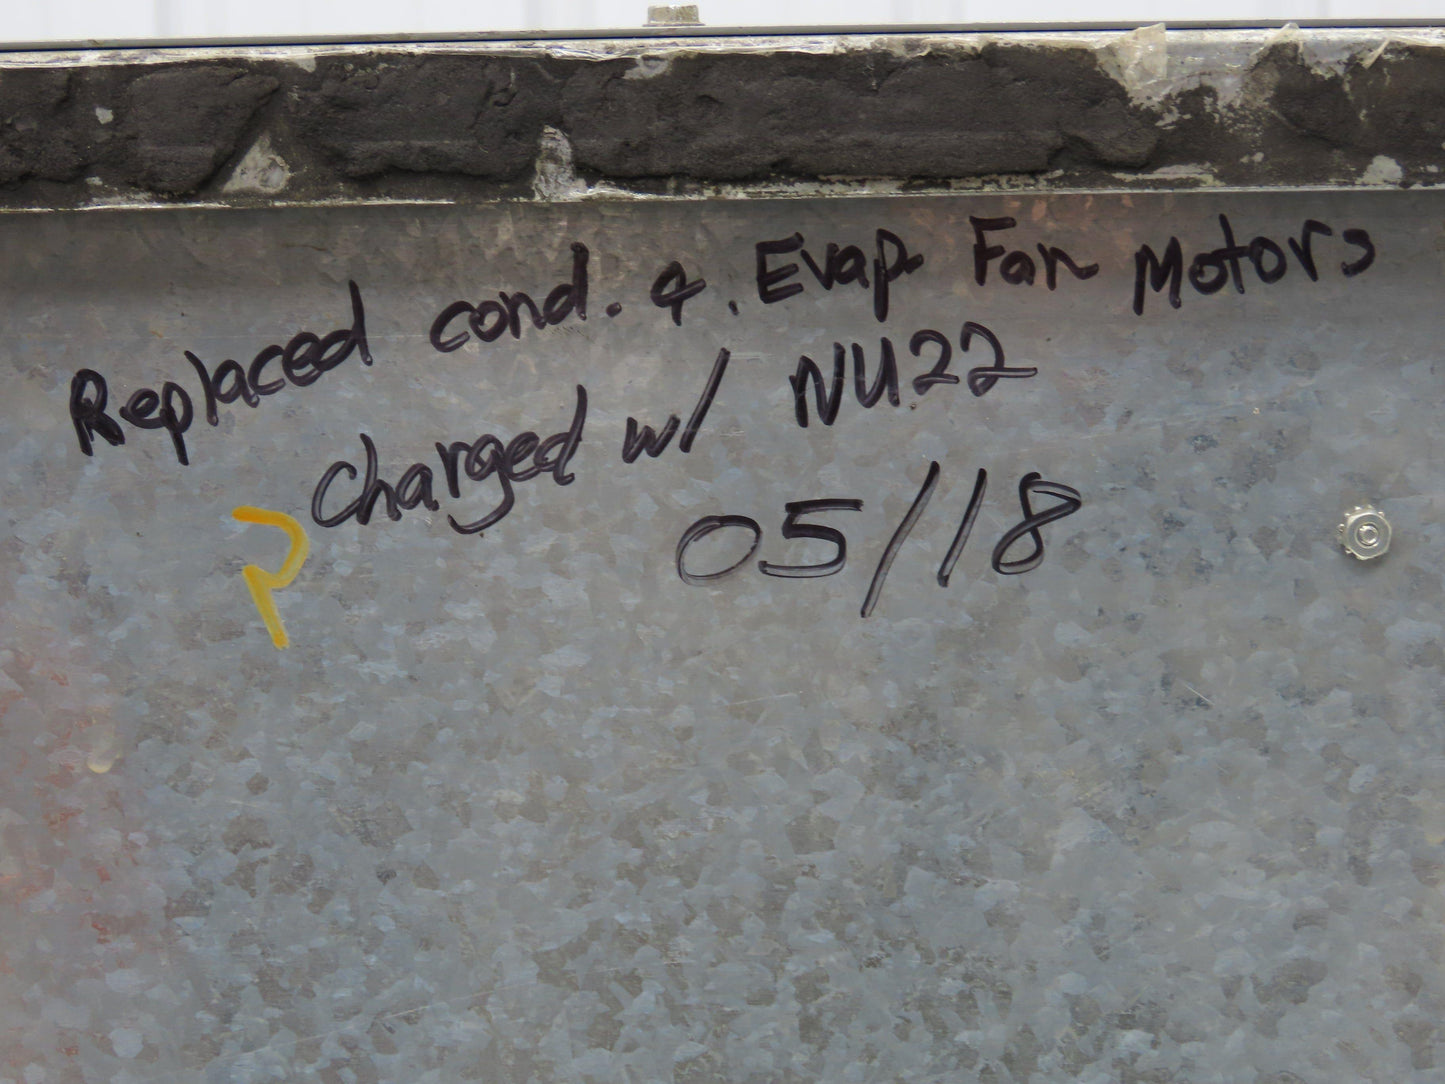 Replaced cond. & . Evap. Fan Motors
Charged w/ NU22
05/18